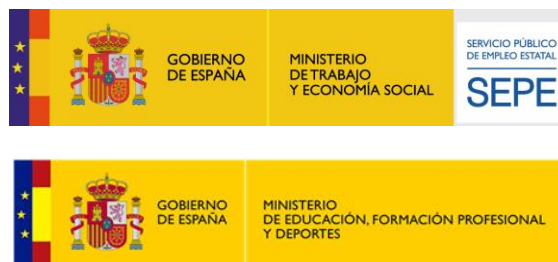 GOBIERNO
DE ESPAÑA
MINISTERIO
DE TRABAJO
Y ECONOMÍA SOCIAL
SERVICIO PÚBLICO
DE EMPLEO ESTATAL
SEPE
GOBIERNO
DE ESPAÑA
MINISTERIO
DE EDUCACIÓN, FORMACIÓN PROFESIONAL
Y DEPORTES